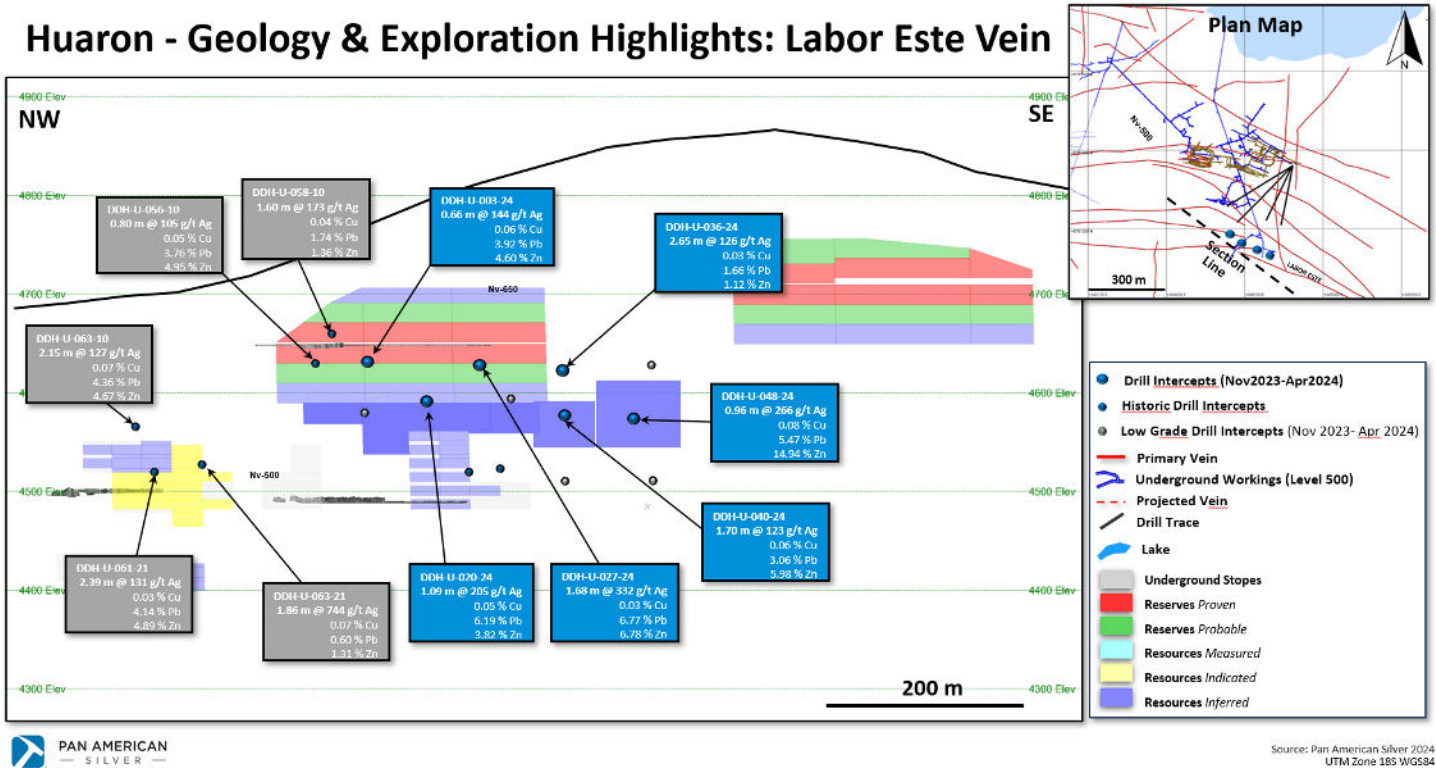 Huaron - Geology & Exploration Highlights: Labor Este Vein
4900 Elev
4900 Elev
NW
SE
4800 Elev
4800 Elev
4700 Elev
4700 Elev
4600 Elev
4600 Elev
4500 Elev
4500 Elev
4400 Elev
4400 Elev
4300 Elev
4300 Elev
DDH-U-056-10
0.80 m @ 105 g/t Ag
0.05 % Cu
3.76 % Pb
4.95 % Zn
DDH-U-058-10
1.60 m @ 173 g/t Ag
0.04 % Cu
1.74 % Pb
1.36 % Zn
DDH-U-003-24
0.66 m @ 144 g/t Ag
0.06 % Cu
3.92 % Pb
4.60 % Zn
DDH-U-036-24
2.65 m @ 126 g/t Ag
0.03 % Cu
1.66 % Pb
1.12 % Zn
DDH-U-063-10
2.15 m @ 127 g/t Ag
0.07 % Cu
4.36 % Pb
4.67 % Zn
DDH-U-048-24
0.96 m @ 266 g/t Ag
0.08 % Cu
5.47 % Pb
14.94 % Zn
DDH-U-040-24
1.70 m @ 123 g/t Ag
0.06 % Cu
3.06 % Pb
5.98 % Zn
DDH-U-061-21
2.39 m @ 131 g/t Ag
0.03 % Cu
4.14 % Pb
4.89 % Zn
DDH-U-063-21
1.86 m @ 744 g/t Ag
0.07 % Cu
0.60 % Pb
1.31 % Zn
DDH-U-020-24
1.09 m @ 205 g/t Ag
0.05 % Cu
6.19 % Pb
3.82 % Zn
DDH-U-027-24
1.68 m @ 332 g/t Ag
0.03 % Cu
6.77 % Pb
6.78 % Zn
Nv-650
Nv-500
200 m
Plan Map
N
Nv-500
Section
Line
LABOR ESTE
300 m
Drill Intercepts (Nov2023-Apr2024)
Historic Drill Intercepts
Low Grade Drill Intercepts (Nov 2023- Apr 2024)
Primary Vein
Underground Workings (Level 500)
Projected Vein
Drill Trace
Lake
Underground Stopes
Reserves Proven
Reserves Probable
Resources Measured
Resources Indicated
Resources Inferred
PAN AMERICAN
SILVER
Source: Pan American Silver 2024
UTM Zone 18S WGS84